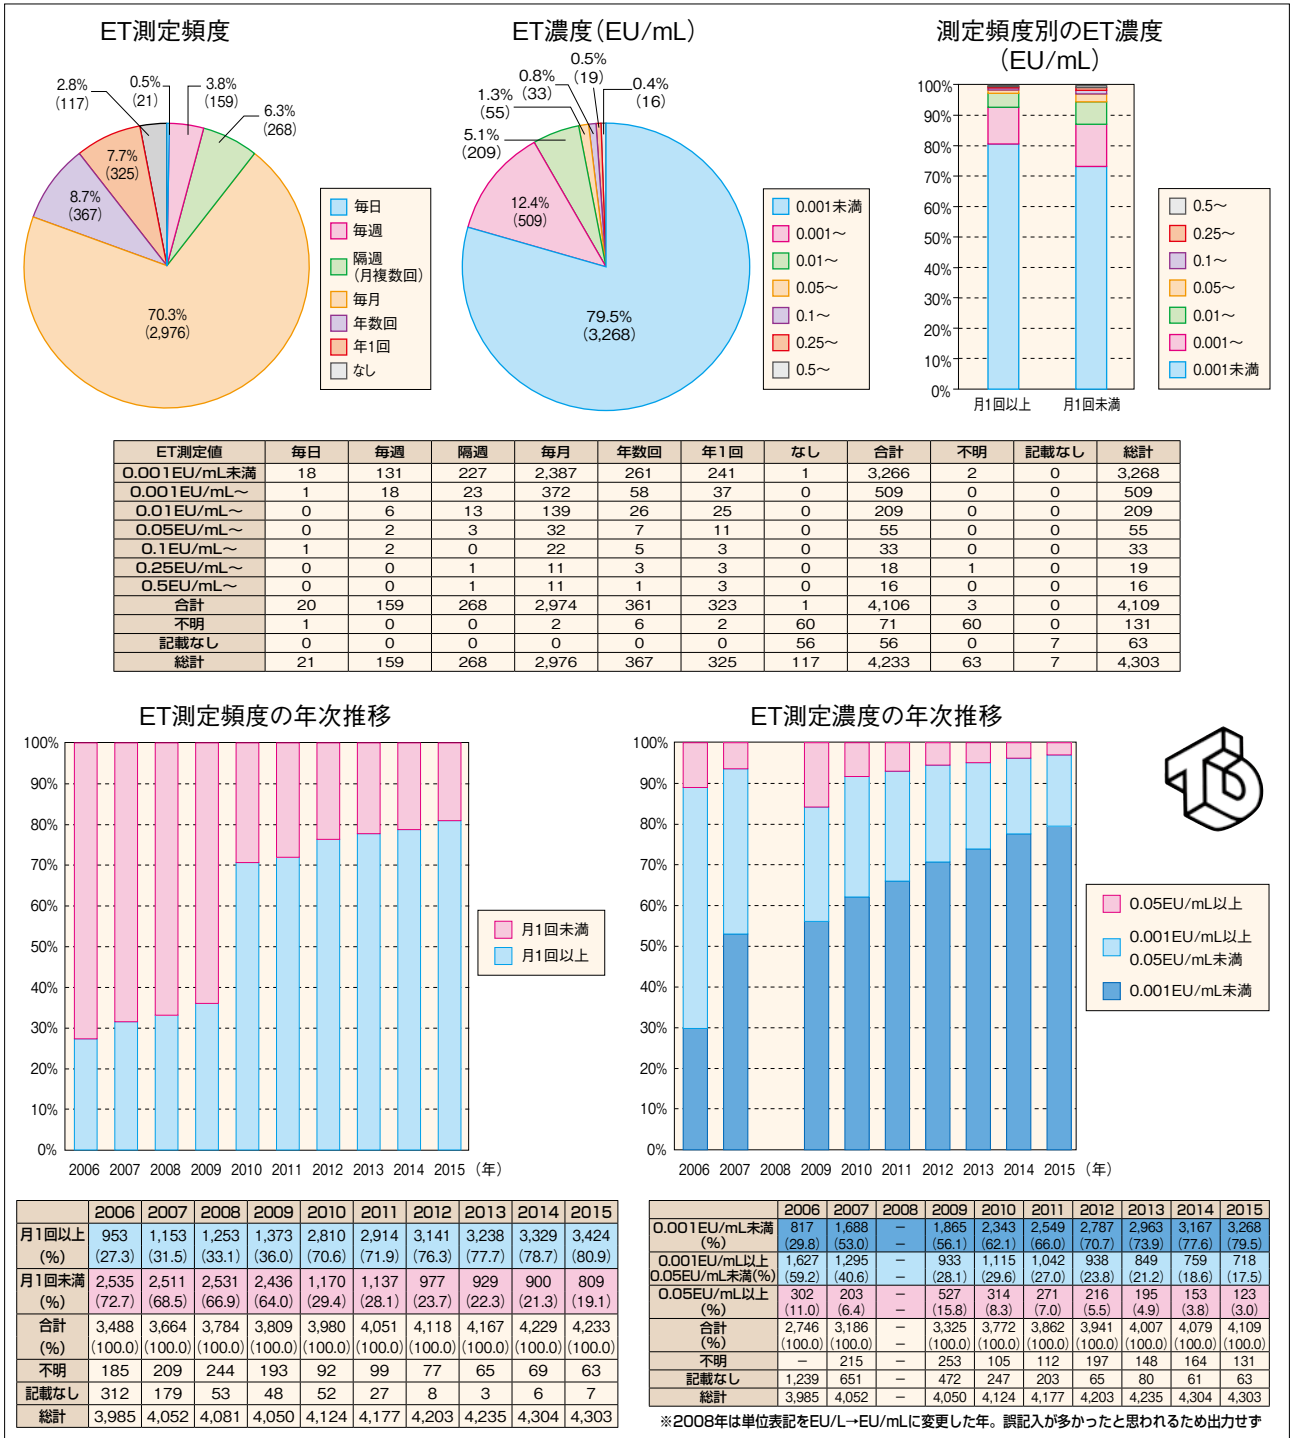 ET測定頻度
2.8%
(117)
0.5%
(21)
3.8%
(159)
6.3%
(268)
7.7%
(325)
8.7%
(367)
70.3%
(2,976)
毎日
毎週
隔週
(月複数回)
毎月
年数回
年1回
なし
ET濃度(EU/mL)
0.5%
(19)
0.8%
(33)
0.4%
(16)
1.3%
(55)
5.1%
(209)
12.4%
(509)
79.5%
(3,268)
0.001未満
0.001〜
0.01〜
0.05〜
0.1〜
0.25〜
0.5〜
測定頻度別のET濃度
(EU/mL)
100%
90%
80%
70%
60%
50%
40%
30%
20%
10%
0%
月1回以上 月1回未満
0.5〜
0.25〜
0.1〜
0.05〜
0.01〜
0.001〜
0.001未満
ET測定値 毎日 毎週 隔週 毎月 年数回 年1回 なし 合計 不明 記載なし 総計
0.001EU/mL未満 18 131 227 2,387 261 241 1 3,266 2 0 3,268
0.001EU/mL〜 1 18 23 372 58 37 0 509 0 0 509
0.01EU/mL〜 0 6 13 139 26 25 0 209 0 0 209
0.05EU/mL〜 0 2 3 32 7 11 0 55 0 0 55
0.1EU/mL〜 1 2 0 22 5 3 0 33 0 0 33
0.25EU/mL〜 0 0 1 11 3 3 0 18 1 0 19
0.5EU/mL〜 0 0 1 11 1 3 0 16 0 0 16
合計 20 159 268 2,974 361 323 1 4,106 3 0 4,109
不明 1 0 0 2 6 2 60 71 60 0 131
記載なし 0 0 0 0 0 0 56 56 0 7 63
総計 21 159 268 2,976 367 325 117 4,233 63 7 4,303
ET測定頻度の年次推移
100%
90%
80%
70%
60%
50%
40%
30%
20%
10%
0%
2006 2007 2008 2009 2010 2011 2012 2013 2014 2015 (年)
月1回未満
月1回以上
2006 2007 2008 2009 2010 2011 2012 2013 2014 2015
月1回以上 953 1,153 1,253 1,373 2,810 2,914 3,141 3,238 3,329 3,424
(%) (27.3) (31.5) (33.1) (36.0) (70.6) (71.9) (76.3) (77.7) (78.7) (80.9)
月1回未満 2,535 2,511 2,531 2,436 1,170 1,137 977 929 900 809
(%) (72.7) (68.5) (66.9) (64.0) (29.4) (28.1) (23.7) (22.3) (21.3) (19.1)
合計 3,488 3,664 3,784 3,809 3,980 4,051 4,118 4,167 4,229 4,233
(%) (100.0) (100.0) (100.0) (100.0) (100.0) (100.0) (100.0) (100.0) (100.0) (100.0)
不明 185 209 244 193 92 99 77 65 69 63
記載なし 312 179 53 48 52 27 8 3 6 7
総計 3,985 4,052 4,081 4,050 4,124 4,177 4,203 4,235 4,304 4,303
ET測定濃度の年次推移
100%
90%
80%
70%
60%
50%
40%
30%
20%
10%
0%
2006 2007 2008 2009 2010 2011 2012 2013 2014 2015 (年)
0.05EU/mL以上
0.001EU/mL以上
0.05EU/mL未満
0.001EU/mL未満
2006 2007 2008 2009 2010 2011 2012 2013 2014 2015
0.001EU/mL未満 817 1,688 − 1,865 2,343 2,549 2,787 2,963 3,167 3,268
(%) (29.8) (53.0) − (56.1) (62.1) (66.0) (70.7) (73.9) (77.6) (79.5)
0.001EU/mL以上 1,627 1,295 − 933 1,115 1,042 938 849 759 718
0.05EU/mL未満(%) (59.2) (40.6) − (28.1) (29.6) (27.0) (23.8) (21.2) (18.6) (17.5)
0.05EU/mL以上 302 203 − 527 314 271 216 195 153 123
(%) (11.0) (6.4) − (15.8) (8.3) (7.0) (5.5) (4.9) (3.8) (3.0)
合計 2,746 3,186 − 3,325 3,772 3,862 3,941 4,007 4,079 4,109
(%) (100.0) (100.0) − (100.0) (100.0) (100.0) (100.0) (100.0) (100.0) (100.0)
不明 − 215 − 253 105 112 197 148 164 131
記載なし 1,239 651 − 472 247 203 65 80 61 63
総計 3,985 4,052 − 4,050 4,124 4,177 4,203 4,235 4,304 4,303
※2008年は単位表記をEU/L→EU/mLに変更した年。誤記入が多かったと思われるため出力せず